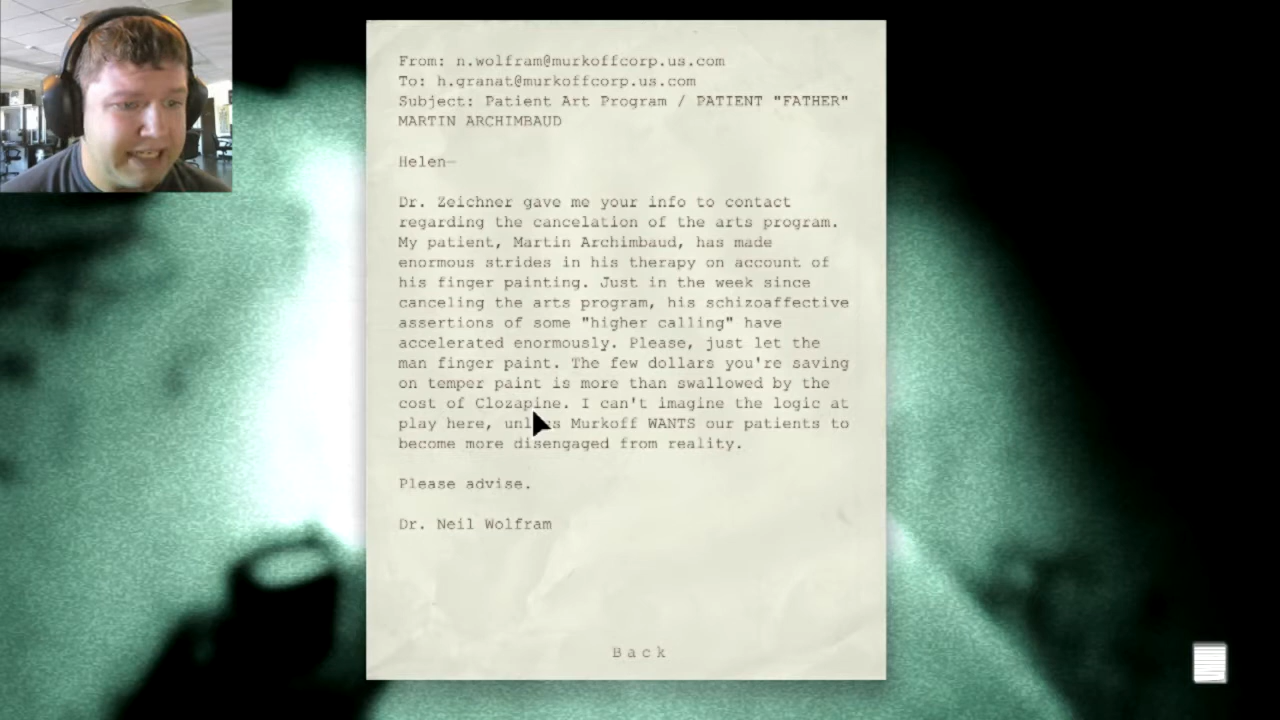 From: n.wolfram@murkoffcorp.us.com
To: h.granat@murkoffcorp.us.com
Subject: Patient Art Program / PATIENT "FATHER"
MARTIN ARCHIMBAUD
Helen—
Dr. Zeichner gave me your info to contact
regarding the cancelation of the arts program.
My patient, Martin Archimbaud, has made
enormous strides in his therapy on account of
his finger painting. Just in the week since
canceling the arts program, his schizoaffective
assertions of some "higher calling" have
accelerated enormously. Please, just let the
man finger paint. The few dollars you're saving
on temper paint is more than swallowed by the
cost of Clozapine. I can't imagine the logic at
play here, Murkoff WANTS our patients to
become more disengaged from reality.
Please advise.
Dr. Neil Wolfram
Back